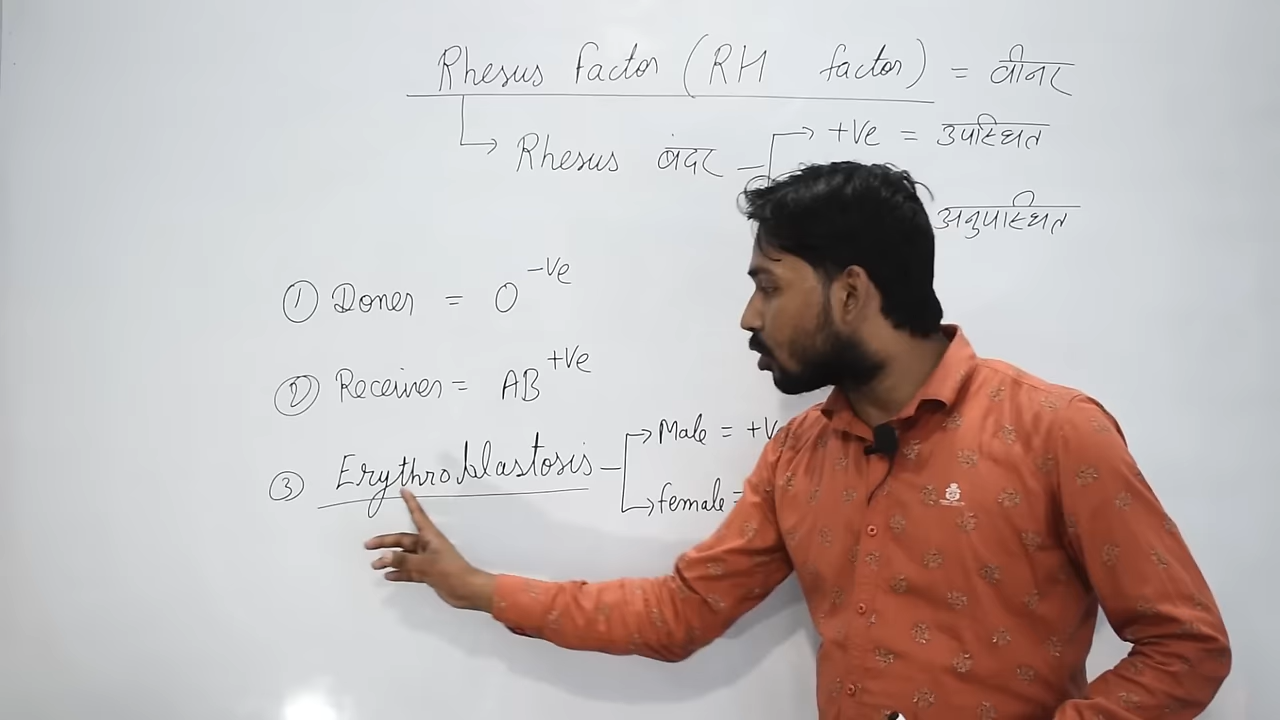 Rhesus factor (RH factor) = वीनर
Rhesus बंदर → +Ve = उपस्थित
अनुपस्थित
① Doner = O -Ve
② Receiver = AB +Ve
③ Erythroblastosis → Male = +V
→ female =